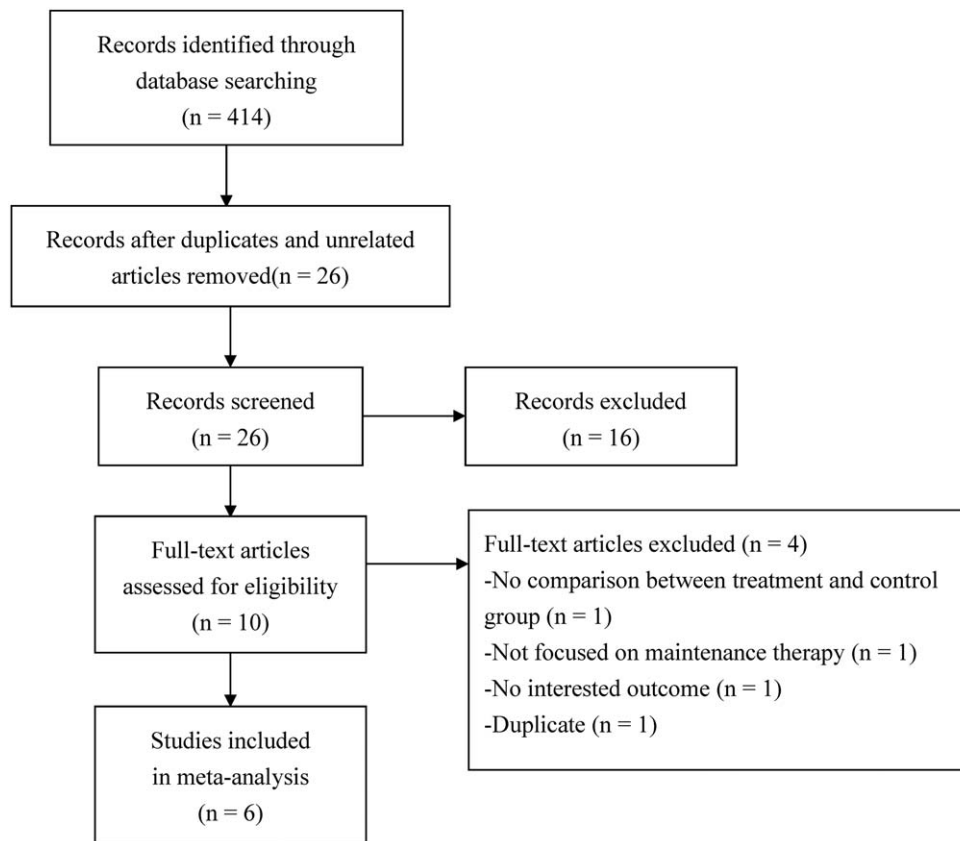 Records identified through
database searching
(n = 414)
Records after duplicates and unrelated
articles removed(n = 26)
Records screened
(n = 26)
Records excluded
(n = 16)
Full-text articles
assessed for eligibility
(n = 10)
Full-text articles excluded (n = 4)
-No comparison between treatment and control
group (n = 1)
-Not focused on maintenance therapy (n = 1)
-No interested outcome (n = 1)
-Duplicate (n = 1)
Studies included
in meta-analysis
(n = 6)